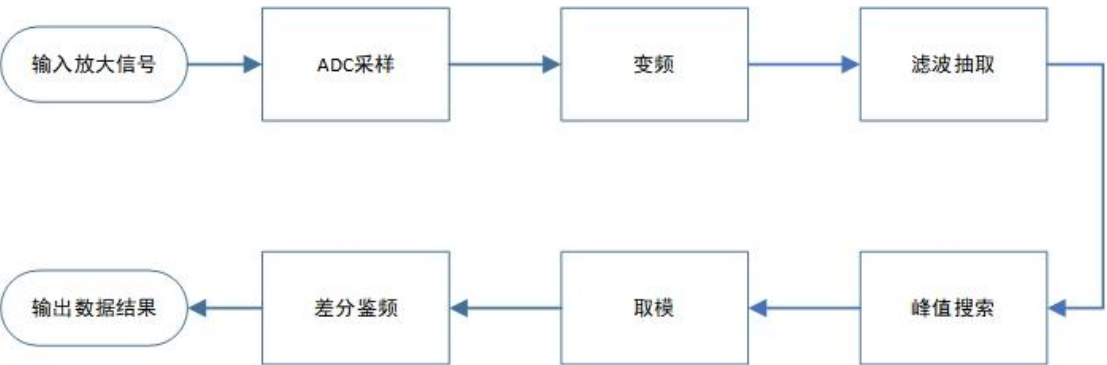 输入放大信号
ADC采样
变频
滤波抽取
峰值搜索
取模
差分鉴频
输出数据结果